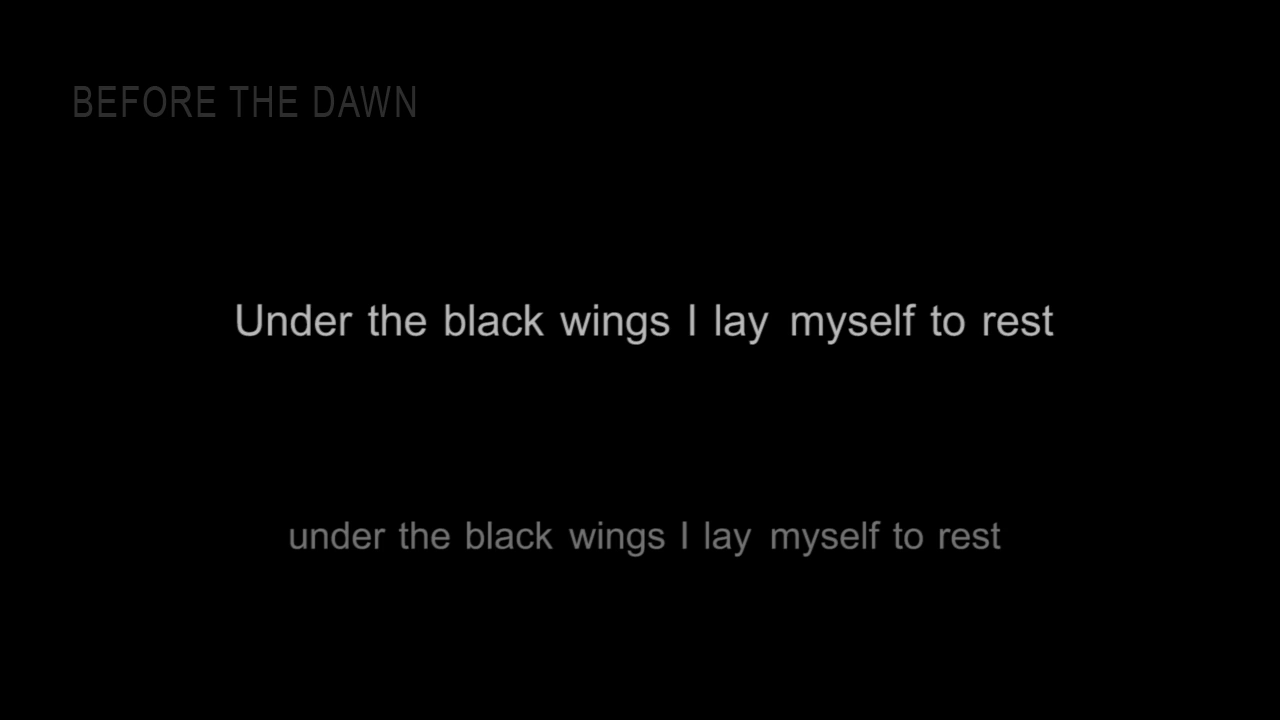 BEFORE THE DAWN
Under the black wings I lay myself to rest
under the black wings I lay myself to rest